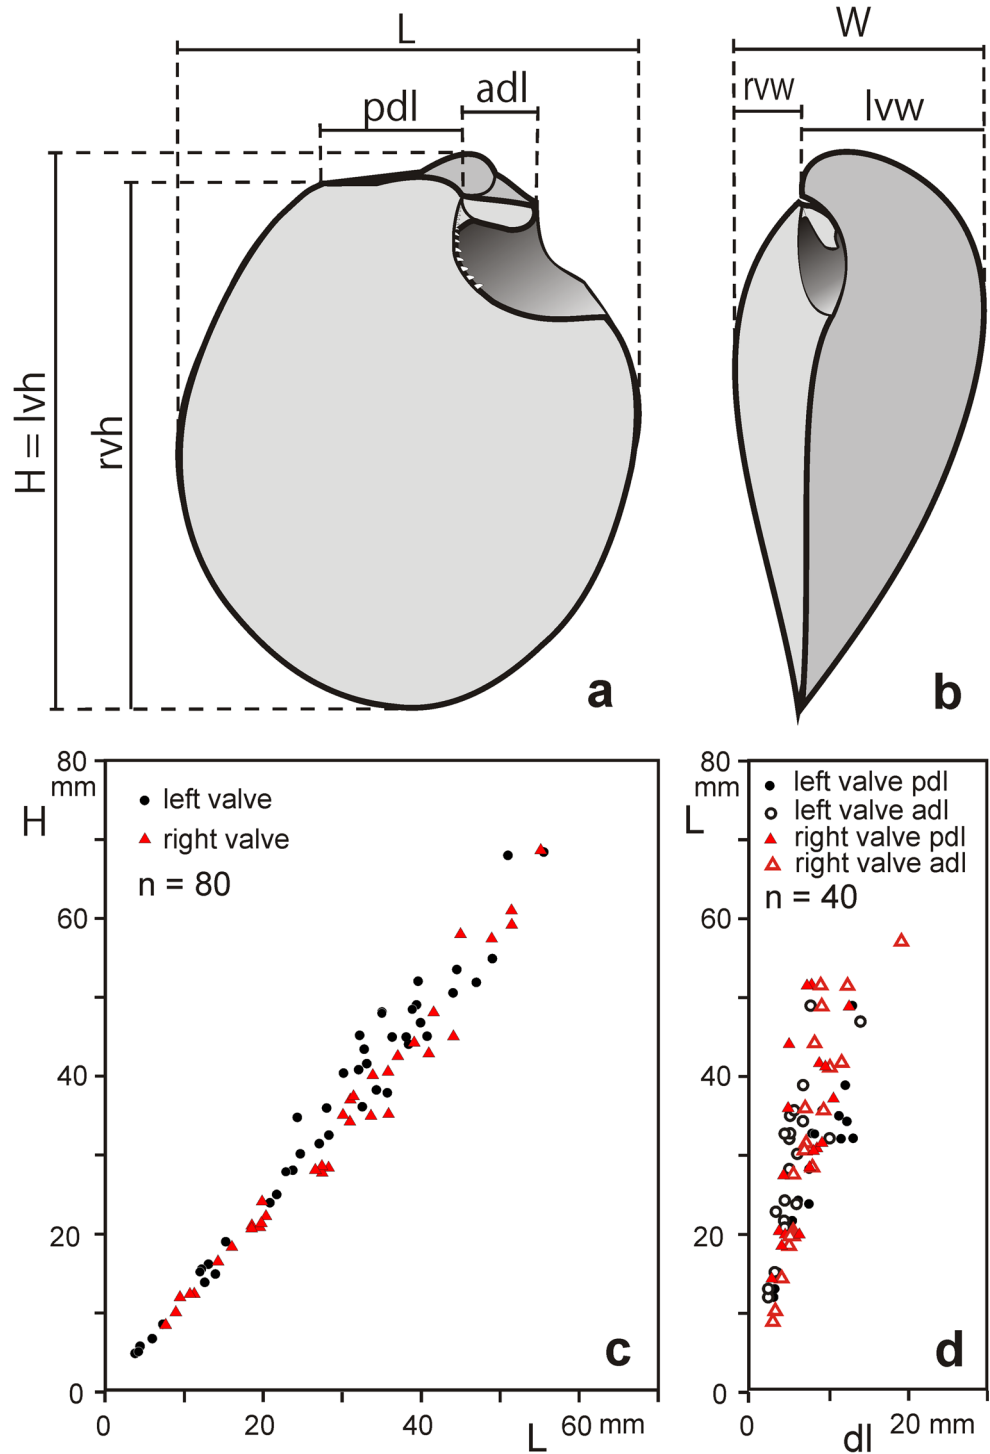 L
W
adl
pdl
rvw
lvw
H = lvh
rvh
a
b
80
mm
H
left valve
right valve
n = 80
60
40
20
0
0
20
40
60 mm
L
c
80
mm
L
left valve pdl
left valve adl
right valve pdl
right valve adl
n = 40
60
40
20
0
0
20 mm
dl
d